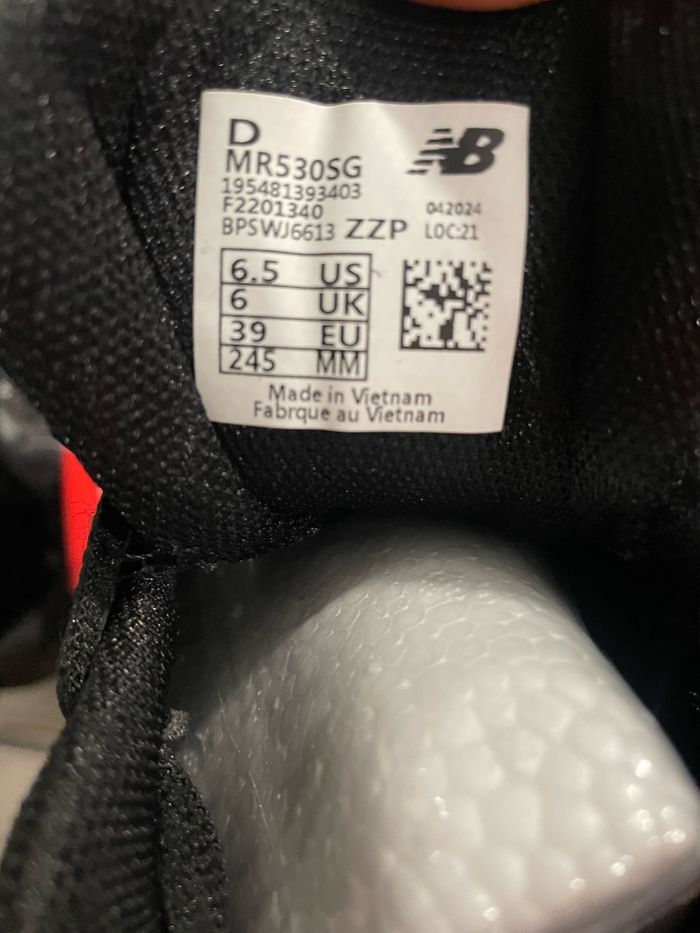 D
NB
MR530SG
195481393403
F2201340
042024
BPSWJ6613 ZZP LOC:21
6.5 US
6 UK
39 EU
245 MM
Made in Vietnam
Fabrque au Vietnam